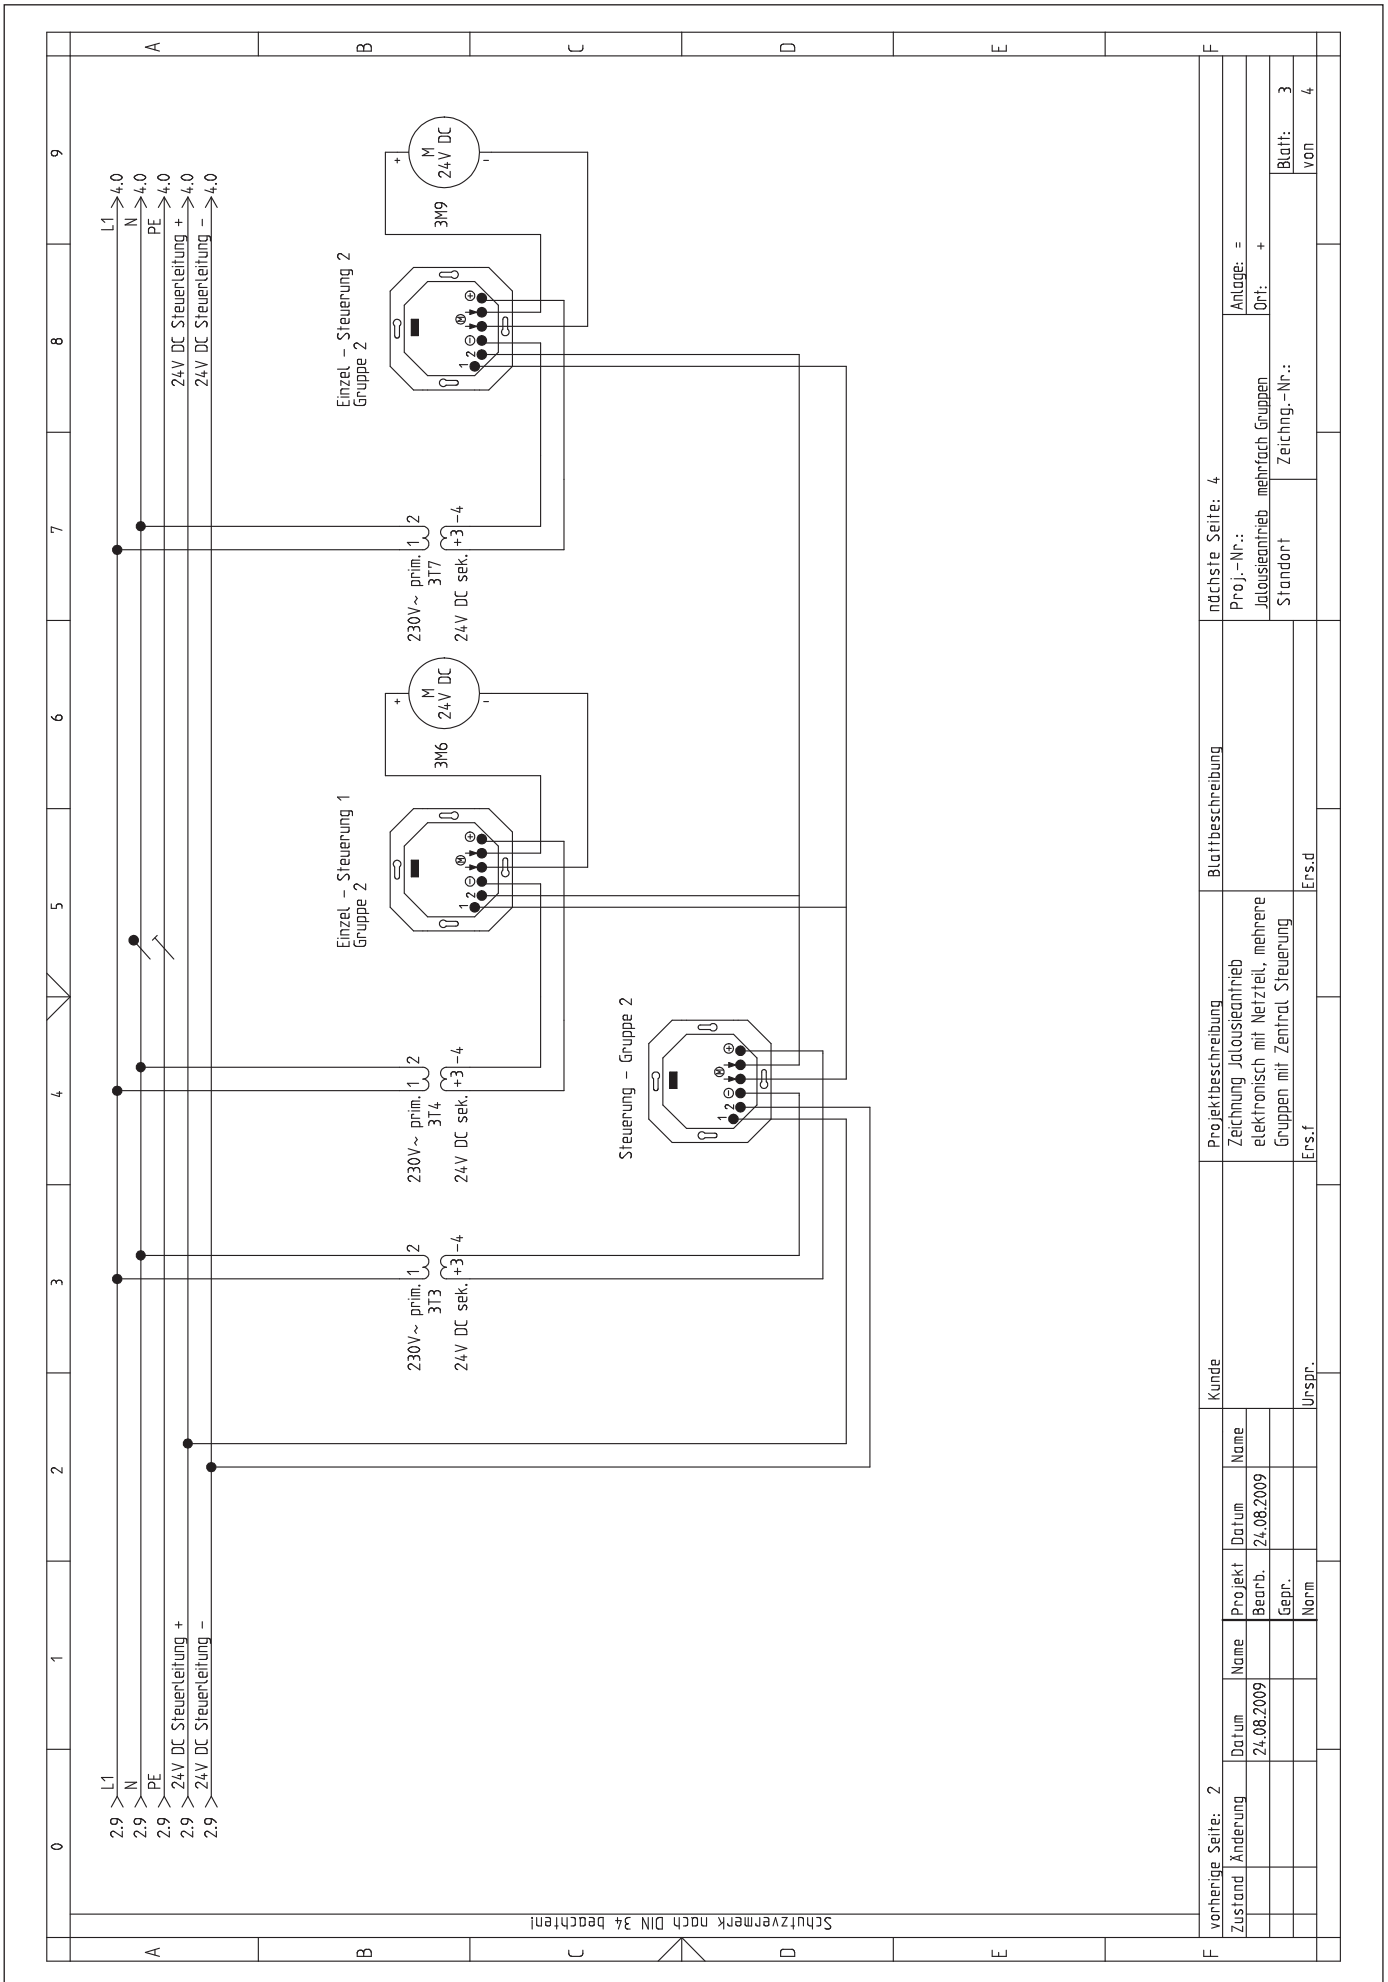 0 1 2 3 4 5 6 7 8 9
A A
B B
C C
D D
E E
F F
2.9 L1 L1 4.0
2.9 N N 4.0
2.9 PE PE 4.0
2.9 24V DC Steuerleitung + 24V DC Steuerleitung + 4.0
2.9 24V DC Steuerleitung - 24V DC Steuerleitung - 4.0
Einzel - Steuerung 1
Gruppe 2
Einzel - Steuerung 2
Gruppe 2
230V~ prim. 1 2
3T3
24V DC sek. +3 -4
230V~ prim. 1 2
3T4
24V DC sek. +3 -4
1 2 - M +
3M6
+
M
24V DC
-
230V~ prim. 1 2
3T7
24V DC sek. +3 -4
1 2 - M +
3M9
+
M
24V DC
-
Steuerung - Gruppe 2
1 2 - M +
Schutzvermerk nach DIN 34 beachten!
vorherige Seite: 2
Zustand Änderung Datum Name
24.08.2009
Projekt Datum Name
Bearb. 24.08.2009
Gepr.
Norm
Kunde
Urspr.
Projektbeschreibung
Zeichnung Jalousieantrieb
elektronisch mit Netzteil, mehrere
Gruppen mit Zentral Steuerung
Ers.f
Blattbeschreibung
Ers.d
nächste Seite: 4
Proj.-Nr.:
Jalousieantrieb mehrfach Gruppen
Standort
Zeichng.-Nr.:
Anlage: =
Ort: +
Blatt: 3
von 4